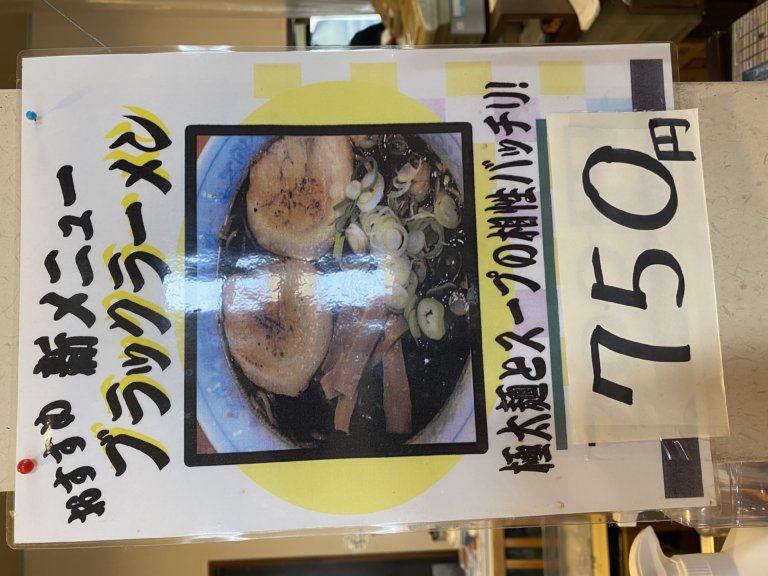 おすすめ 新メニュー
ブラックラーメン
極太麺とスープの相性バッチリ!
750円